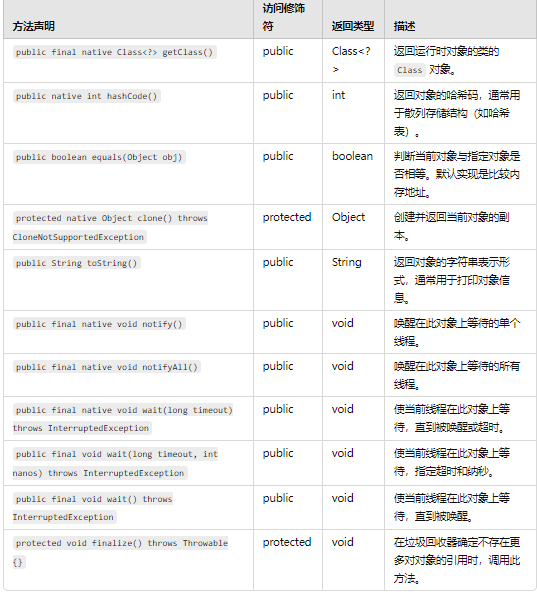 方法声明 访问修饰符 返回类型 描述
public final native Class<?> getClass() public Class<?> 返回运行时对象的类的 Class 对象。
public native int hashCode() public int 返回对象的哈希码，通常用于散列存储结构（如哈希表）。
public boolean equals(Object obj) public boolean 判断当前对象与指定对象是否相等。默认实现是比较内存地址。
protected native Object clone() throws CloneNotSupportedException protected Object 创建并返回当前对象的副本。
public String toString() public String 返回对象的字符串表示形式，通常用于打印对象信息。
public final native void notify() public void 唤醒在此对象上等待的单个线程。
public final native void notifyAll() public void 唤醒在此对象上等待的所有线程。
public final native void wait(long timeout) throws InterruptedException public void 使当前线程在此对象上等待，直到被唤醒或超时。
public final void wait(long timeout, int nanos) throws InterruptedException public void 使当前线程在此对象上等待，指定超时和纳秒。
public final void wait() throws InterruptedException public void 使当前线程在此对象上等待，直到被唤醒。
protected void finalize() throws Throwable {} protected void 在垃圾回收器确定不存在更多对对象的引用时，调用此方法。